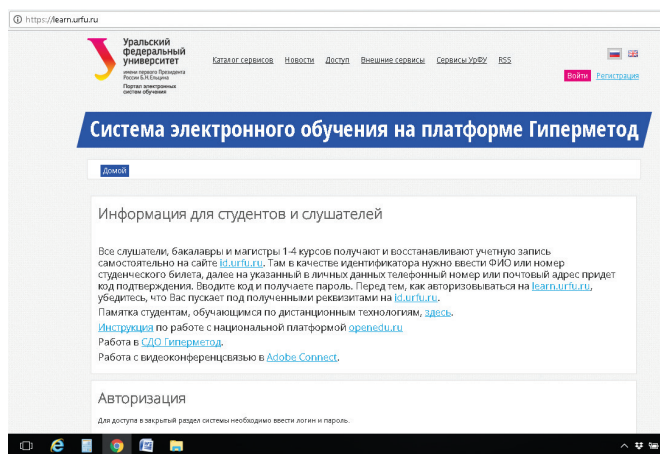 https://learn.urfu.ru
Уральский
федеральный
университет
имени первого Президента
России Б.Н.Ельцина
Портал электронных
систем обучения
Каталог сервисов Новости Доступ Внешние сервисы Сервисы УрФУ RSS
Войти Регистрация
Система электронного обучения на платформе Гиперметод
Домой
Информация для студентов и слушателей
Все слушатели, бакалавры и магистры 1-4 курсов получают и восстанавливают учетную запись
самостоятельно на сайте id.urfu.ru. Там в качестве идентификатора нужно ввести ФИО или номер
студенческого билета, далее на указанный в личных данных телефонный номер или почтовый адрес придет
код подтверждения. Вводите код и получаете пароль. Перед тем, как авторизовываться на learn.urfu.ru,
убедитесь, что Вас пускает под полученными реквизитами на id.urfu.ru.
Памятка студентам, обучающимся по дистанционным технологиям, здесь.
Инструкция по работе с национальной платформой openedu.ru
Работа в СДО Гиперметод.
Работа с видеоконференцсвязью в Adobe Connect.
Авторизация
Для доступа в закрытый раздел системы необходимо ввести логин и пароль.